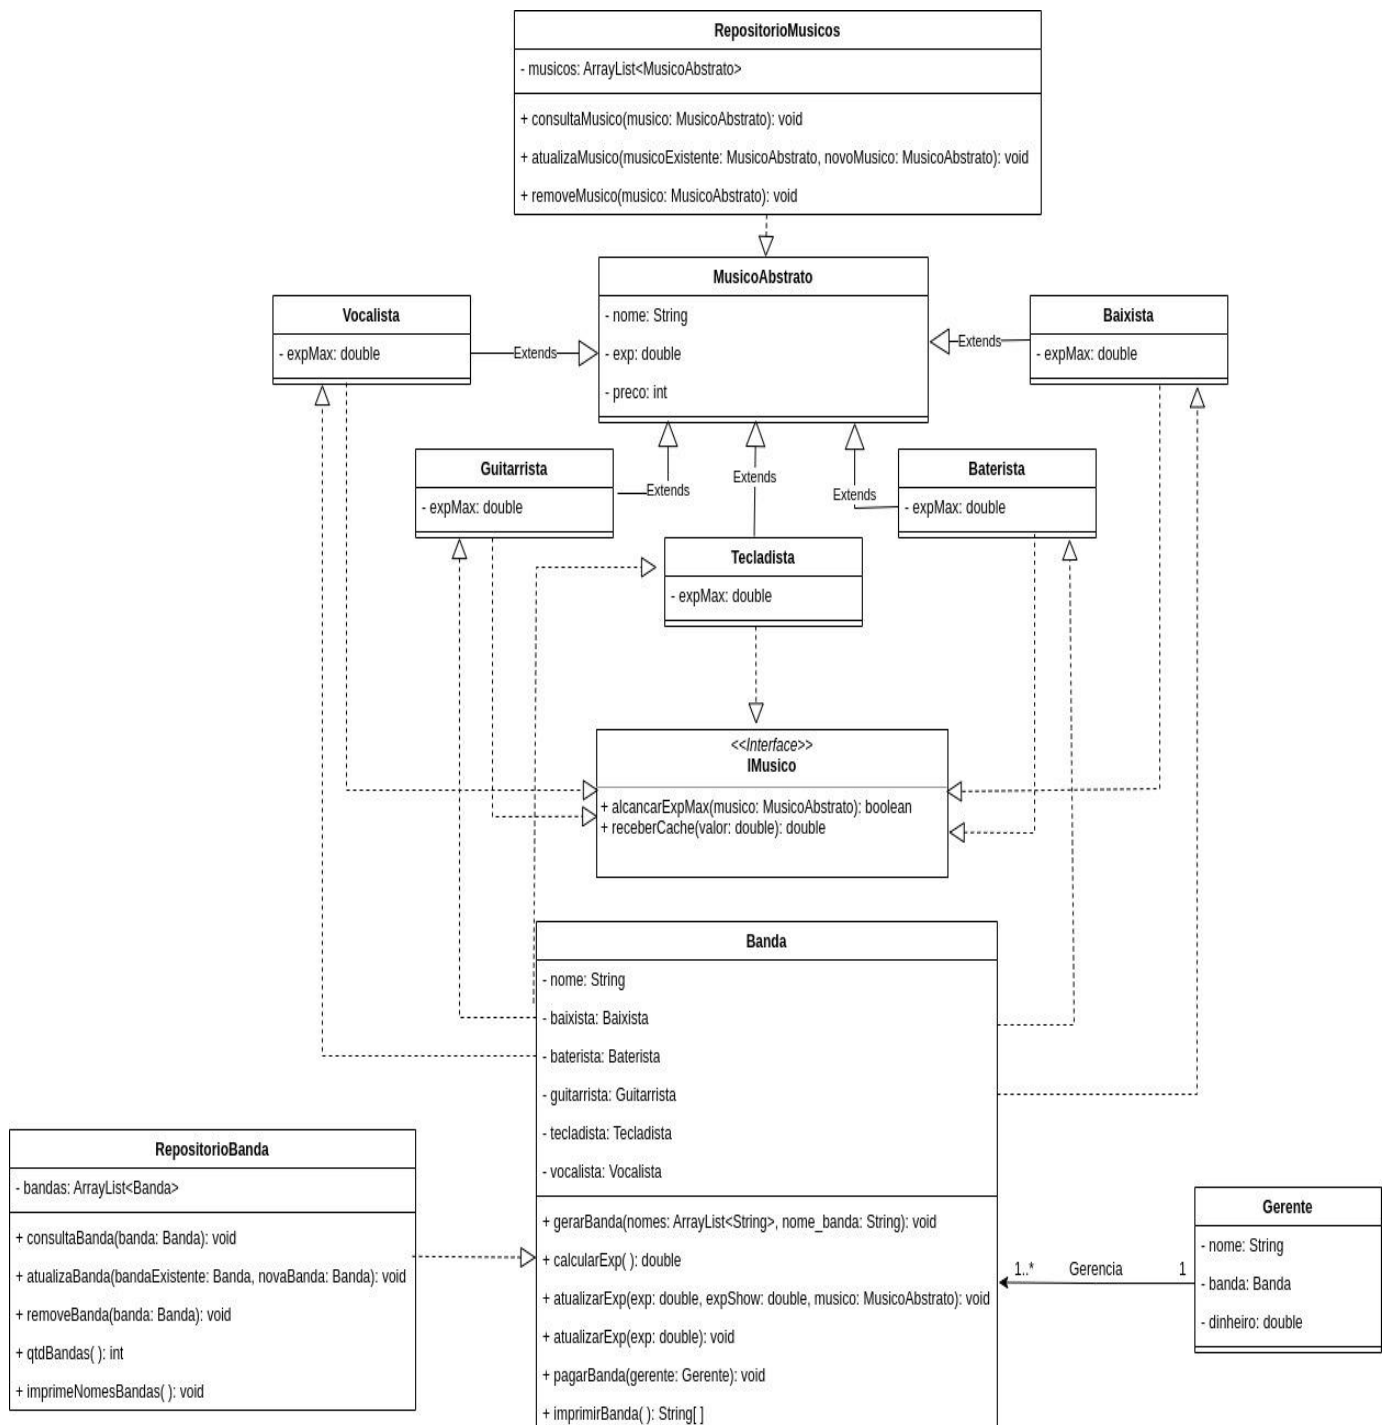 RepositorioMusicos
- musicos: ArrayList<MusicoAbstrato>
+ consultaMusico(musico: MusicoAbstrato): void
+ atualizaMusico(musicoExistente: MusicoAbstrato, novoMusico: MusicoAbstrato): void
+ removeMusico(musico: MusicoAbstrato): void
MusicoAbstrato
- nome: String
- exp: double
- preco: int
Vocalista
- expMax: double
Extends
Baixista
- expMax: double
Extends
Guitarrista
- expMax: double
Extends
Extends
Baterista
- expMax: double
Extends
Tecladista
- expMax: double
<<Interface>>
IMusico
+ alcancarExpMax(musico: MusicoAbstrato): boolean
+ receberCache(valor: double): double
Banda
- nome: String
- baixista: Baixista
- baterista: Baterista
- guitarrista: Guitarrista
- tecladista: Tecladista
- vocalista: Vocalista
+ gerarBanda(nomes: ArrayList<String>, nome_banda: String): void
+ calcularExp( ): double
+ atualizarExp(exp: double, expShow: double, musico: MusicoAbstrato): void
+ atualizarExp(exp: double): void
+ pagarBanda(gerente: Gerente): void
+ imprimirBanda( ): String[ ]
RepositorioBanda
- bandas: ArrayList<Banda>
+ consultaBanda(banda: Banda): void
+ atualizaBanda(bandaExistente: Banda, novaBanda: Banda): void
+ removeBanda(banda: Banda): void
+ qtdBandas( ): int
+ imprimeNomesBandas( ): void
1..* Gerencia 1
Gerente
- nome: String
- banda: Banda
- dinheiro: double